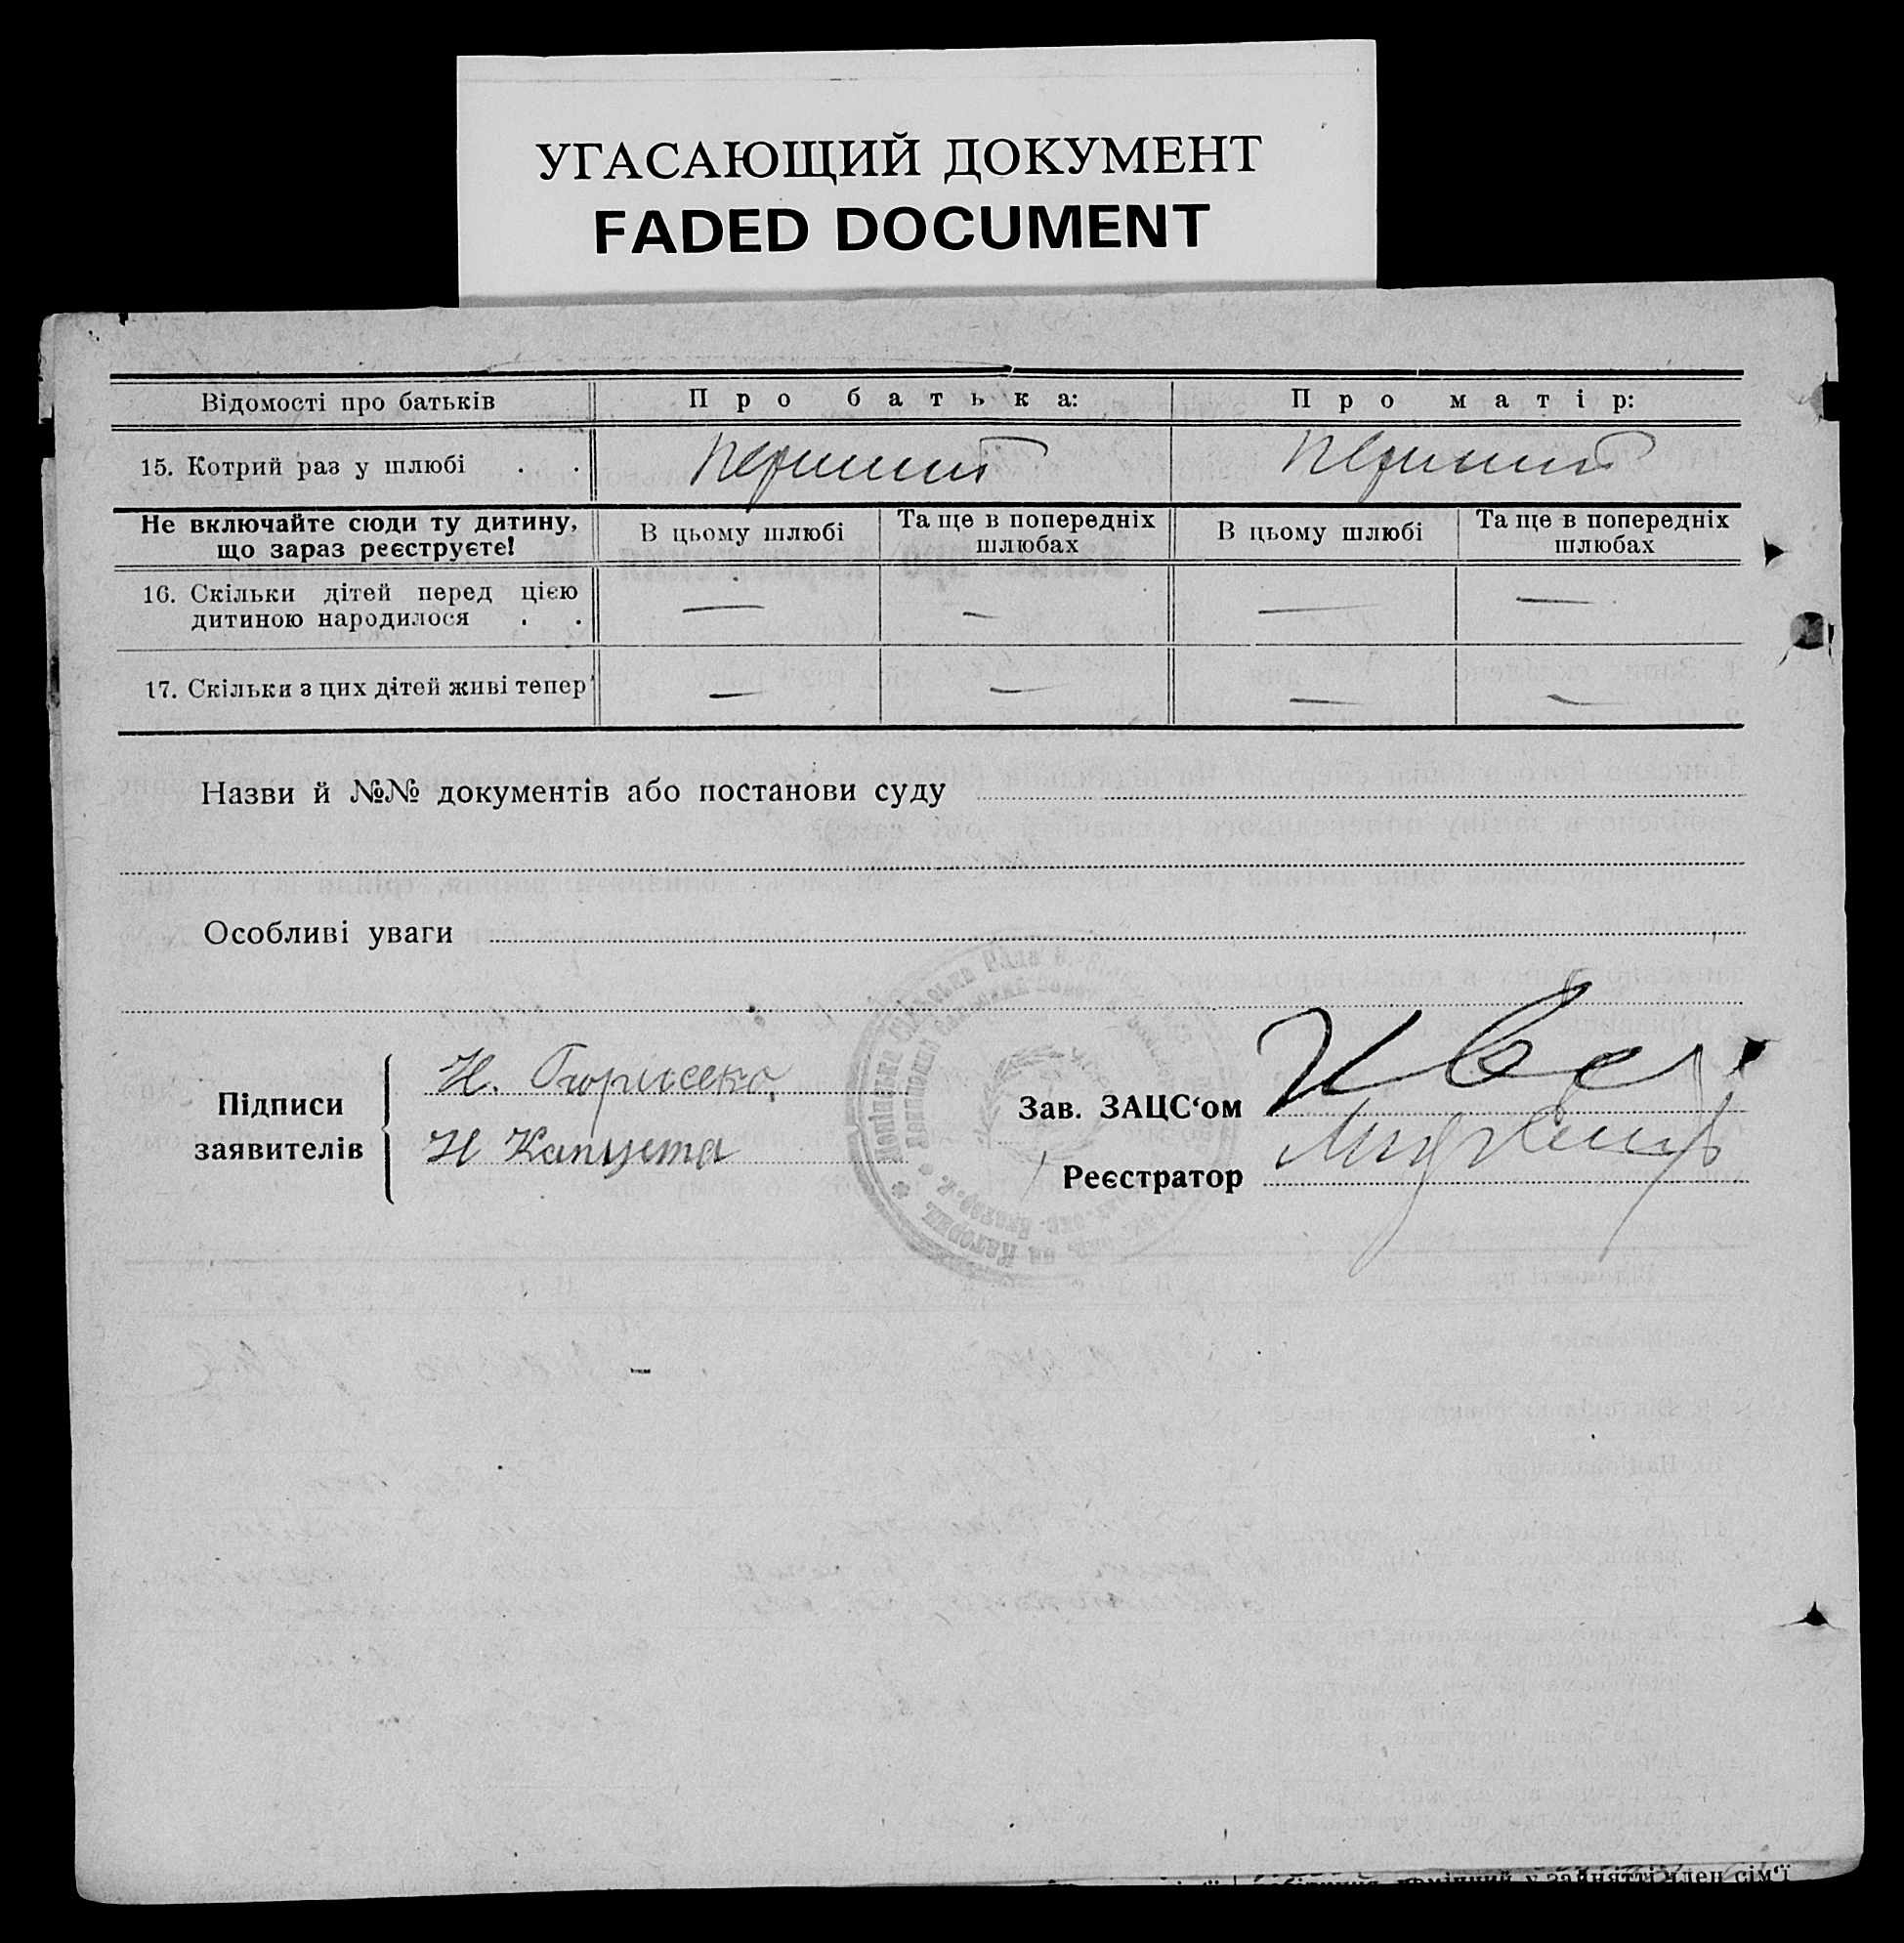 УГАСАЮЩИЙ ДОКУМЕНТ
FADED DOCUMENT
Відомості про батьків Про батька: Про матір:
15. Котрий раз у шлюбі . . перший перший
Не включайте сюди ту дитину, що зараз реєструєте! В цьому шлюбі Та ще в попередніх шлюбах В цьому шлюбі Та ще в попередніх шлюбах
16. Скільки дітей перед цією — — — —
дитиною народилося . .
17. Скільки з цих дітей живі тепер — — — —
Назви й №№ документів або постанови суду
Особливі уваги
Підписи заявителів
Н.
Н Капуста
Зав. ЗАЦС‘ом
Реєстратор
у занятті член сім‘ї